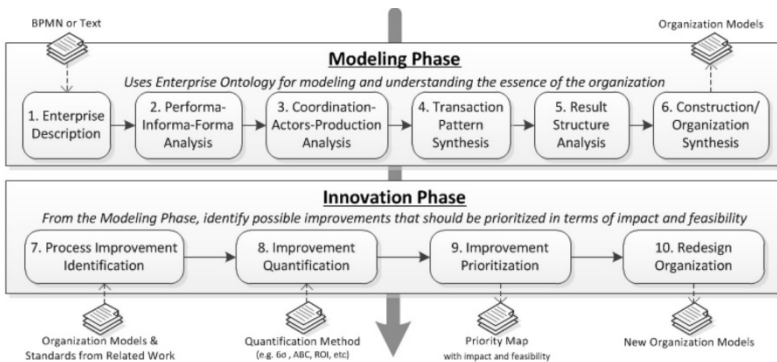 BPMN or Text
Organization Models
Modeling Phase
Uses Enterprise Ontology for modeling and understanding the essence of the organization
1. Enterprise
Description
2. Performa-
Informa-Forma
Analysis
3. Coordination-
Actors-Production
Analysis
4. Transaction
Pattern
Synthesis
5. Result
Structure
Analysis
6. Construction/
Organization
Synthesis
Innovation Phase
From the Modeling Phase, identify possible improvements that should be prioritized in terms of impact and feasibility
7. Process Improvement
Identification
8. Improvement
Quantification
9. Improvement
Prioritization
10. Redesign
Organization
Organization Models &
Standards from Related Work
Quantification Method
(e.g. 6σ , ABC, ROI, etc)
Priority Map
with impact and feasibility
New Organization Models